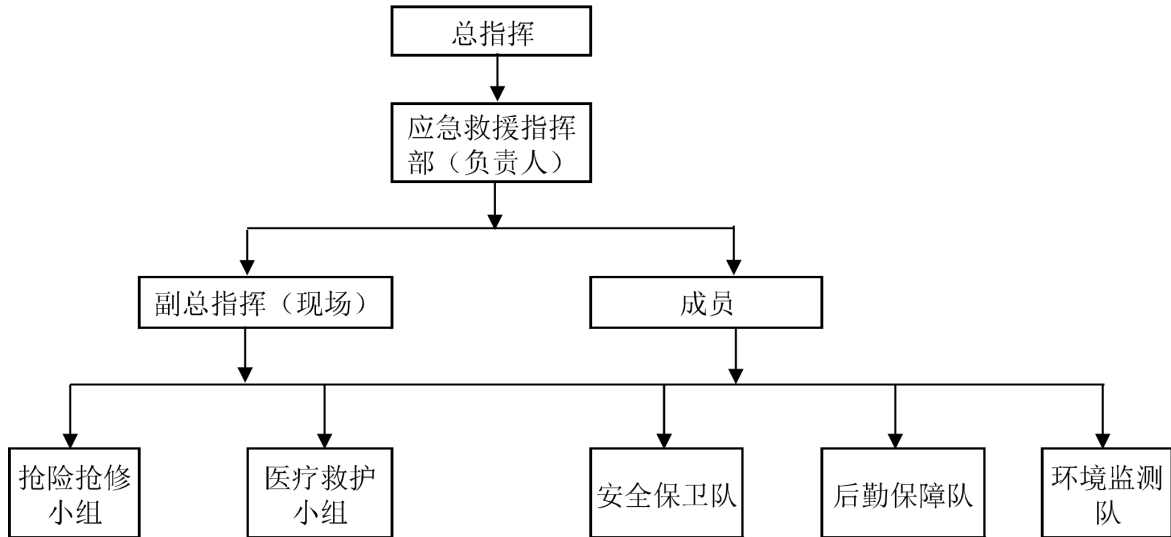 总指挥
应急救援指挥
部（负责人）
副总指挥（现场）
成员
抢险抢修
小组
医疗救护
小组
安全保卫队
后勤保障队
环境监测
队